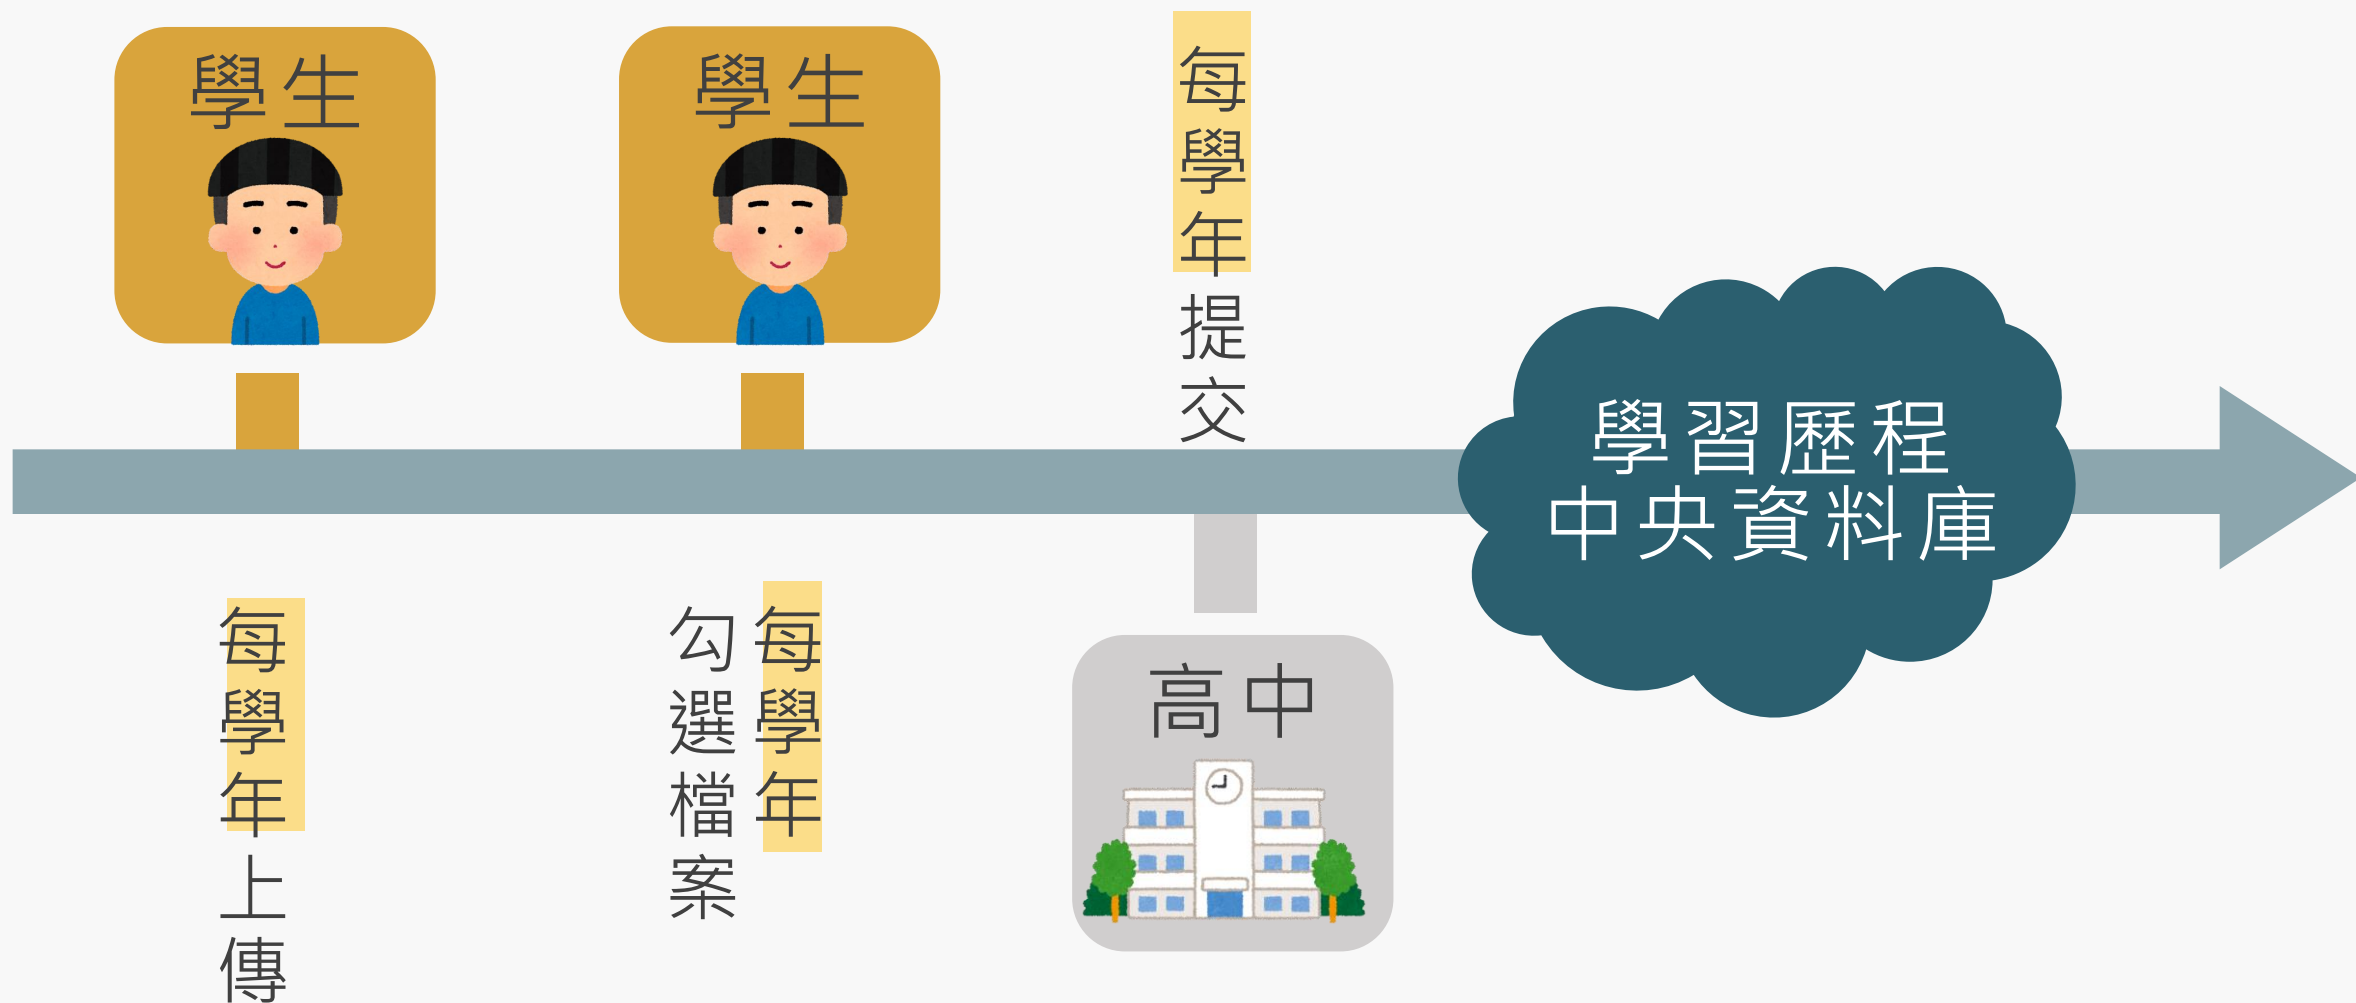 學生
每學年上傳
學生
每學年
勾選檔案
每學年提交
高中
學習歷程
中央資料庫